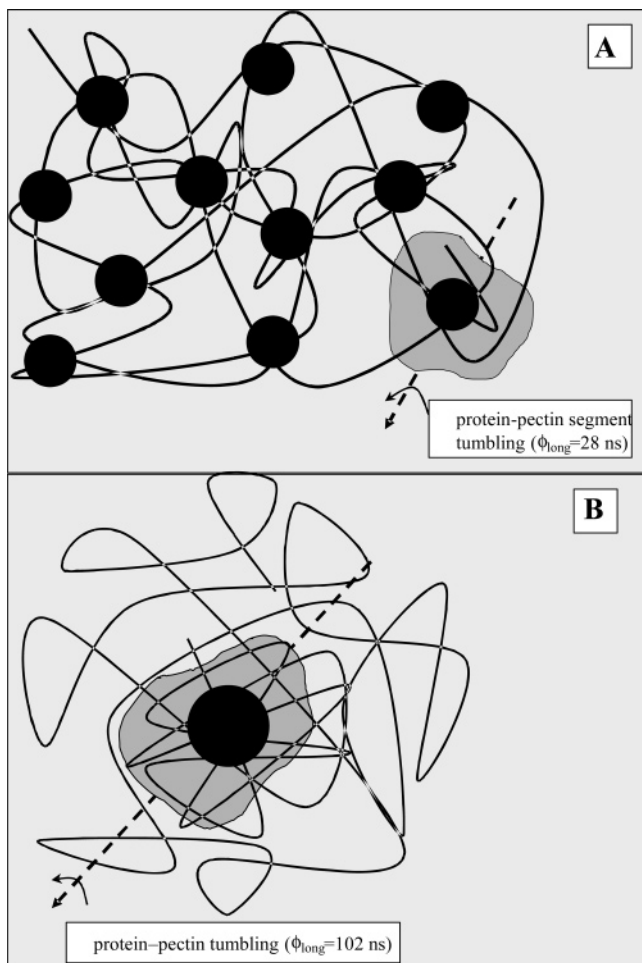 A
protein-pectin segment
tumbling (ϕlong=28 ns)
B
protein–pectin tumbling (ϕlong=102 ns)